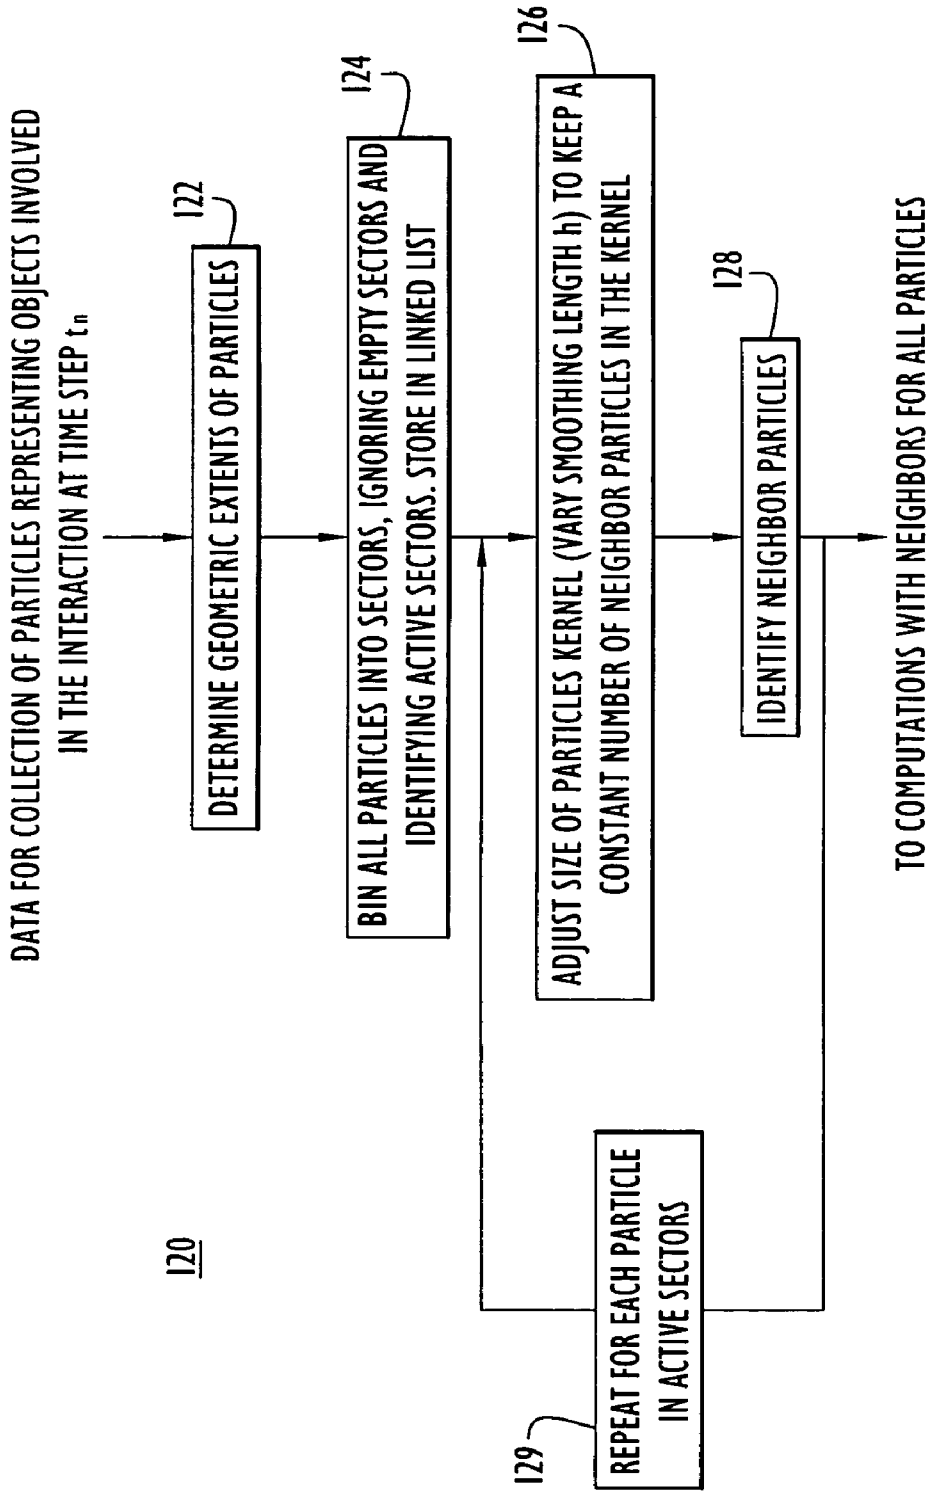 DATA FOR COLLECTION OF PARTICLES REPRESENTING OBJECTS INVOLVED
IN THE INTERACTION AT TIME STEP tn
120
122
DETERMINE GEOMETRIC EXTENTS OF PARTICLES
124
BIN ALL PARTICLES INTO SECTORS, IGNORING EMPTY SECTORS AND
IDENTIFYING ACTIVE SECTORS. STORE IN LINKED LIST
126
ADJUST SIZE OF PARTICLES KERNEL (VARY SMOOTHING LENGTH h) TO KEEP A
CONSTANT NUMBER OF NEIGHBOR PARTICLES IN THE KERNEL
129
REPEAT FOR EACH PARTICLE
IN ACTIVE SECTORS
128
IDENTIFY NEIGHBOR PARTICLES
TO COMPUTATIONS WITH NEIGHBORS FOR ALL PARTICLES